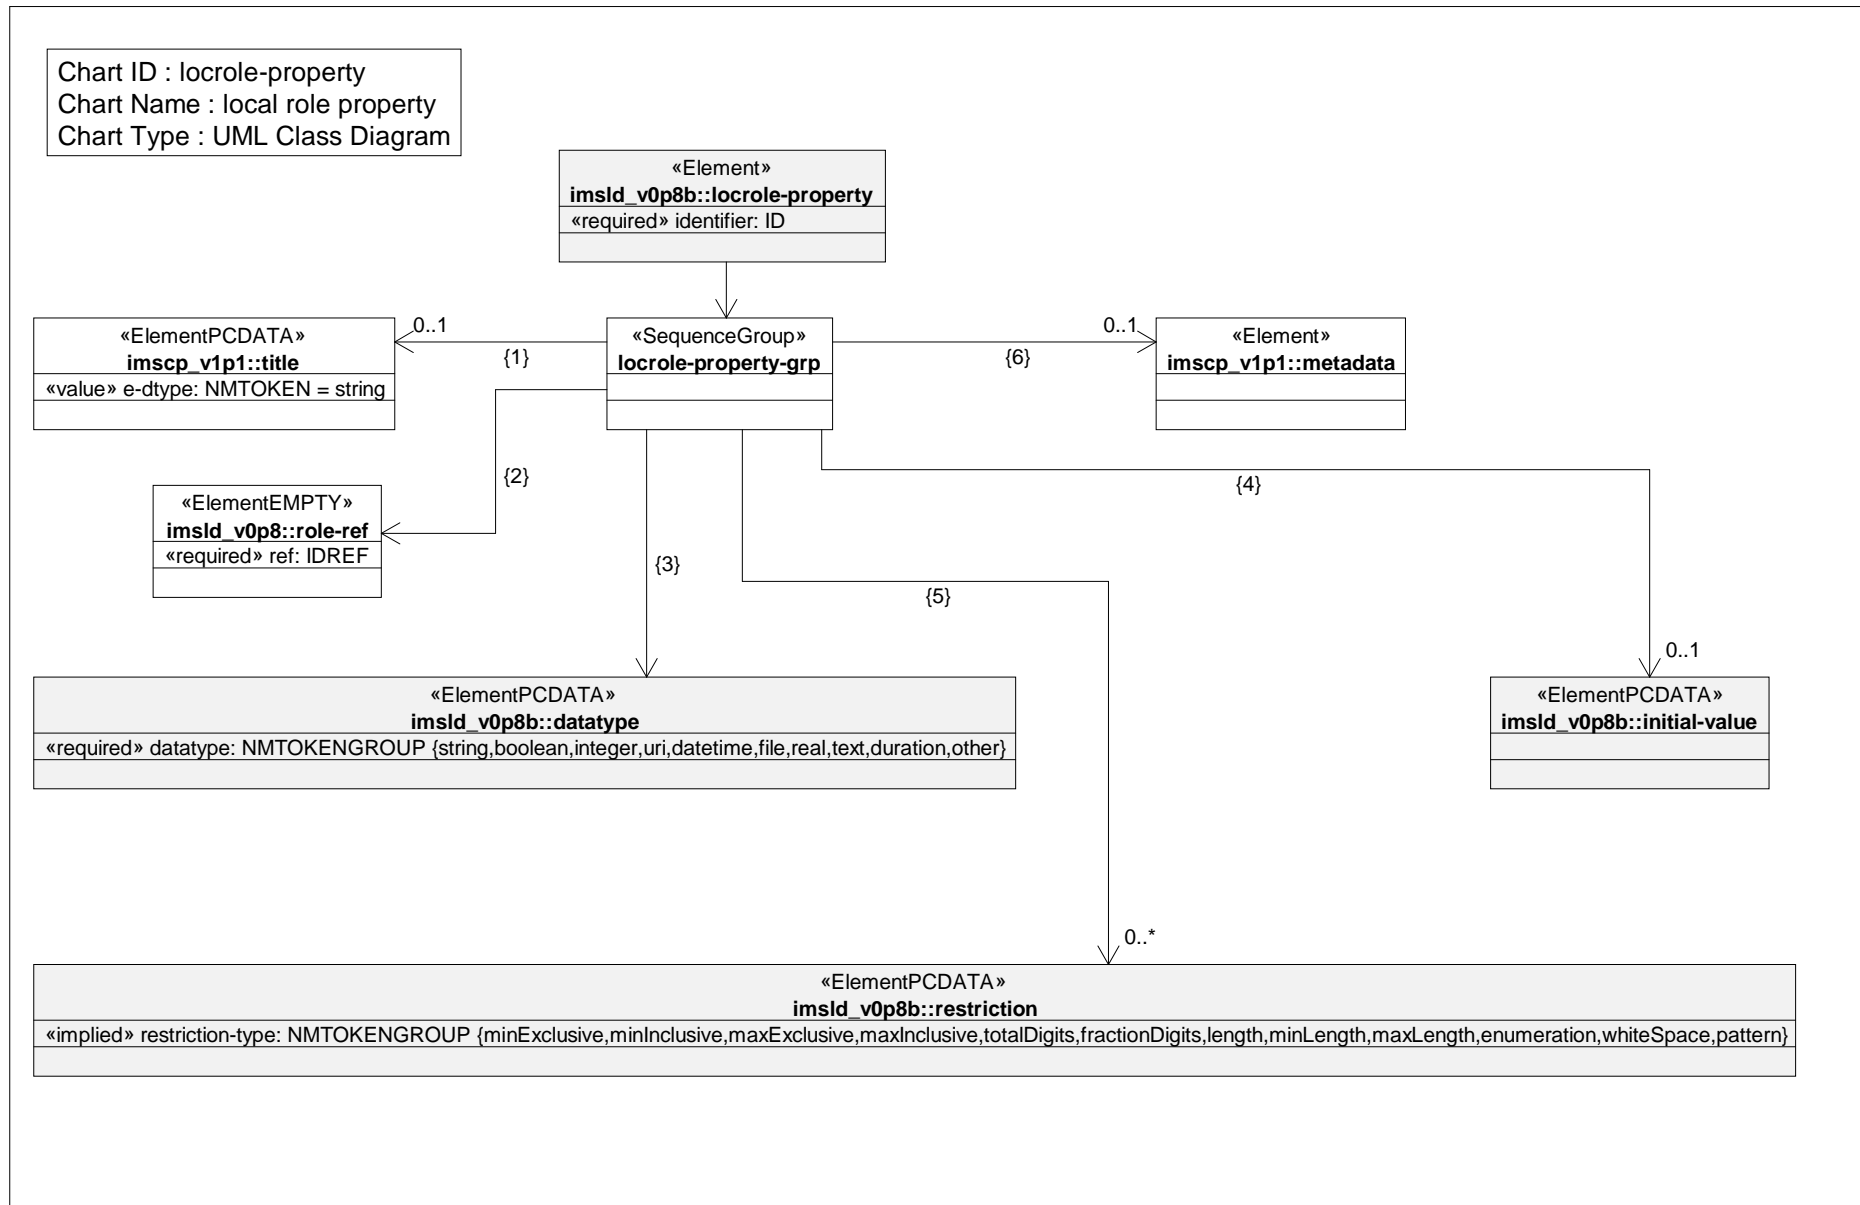 Chart ID : locrole-property
Chart Name : local role property
Chart Type : UML Class Diagram
«Element»
imsld_v0p8b::locrole-property
«required» identifier: ID
«ElementPCDATA»
imscp_v1p1::title
«value» e-dtype: NMTOKEN = string
0..1
{1}
«SequenceGroup»
locrole-property-grp
{6}
0..1
«Element»
imscp_v1p1::metadata
{2}
«ElementEMPTY»
imsld_v0p8::role-ref
«required» ref: IDREF
{3}
{5}
{4}
0..1
«ElementPCDATA»
imsld_v0p8b::datatype
«required» datatype: NMTOKENGROUP {string,boolean,integer,uri,datetime,file,real,text,duration,other}
«ElementPCDATA»
imsld_v0p8b::initial-value
0..*
«ElementPCDATA»
imsld_v0p8b::restriction
«implied» restriction-type: NMTOKENGROUP {minExclusive,minInclusive,maxExclusive,maxInclusive,totalDigits,fractionDigits,length,minLength,maxLength,enumeration,whiteSpace,pattern}